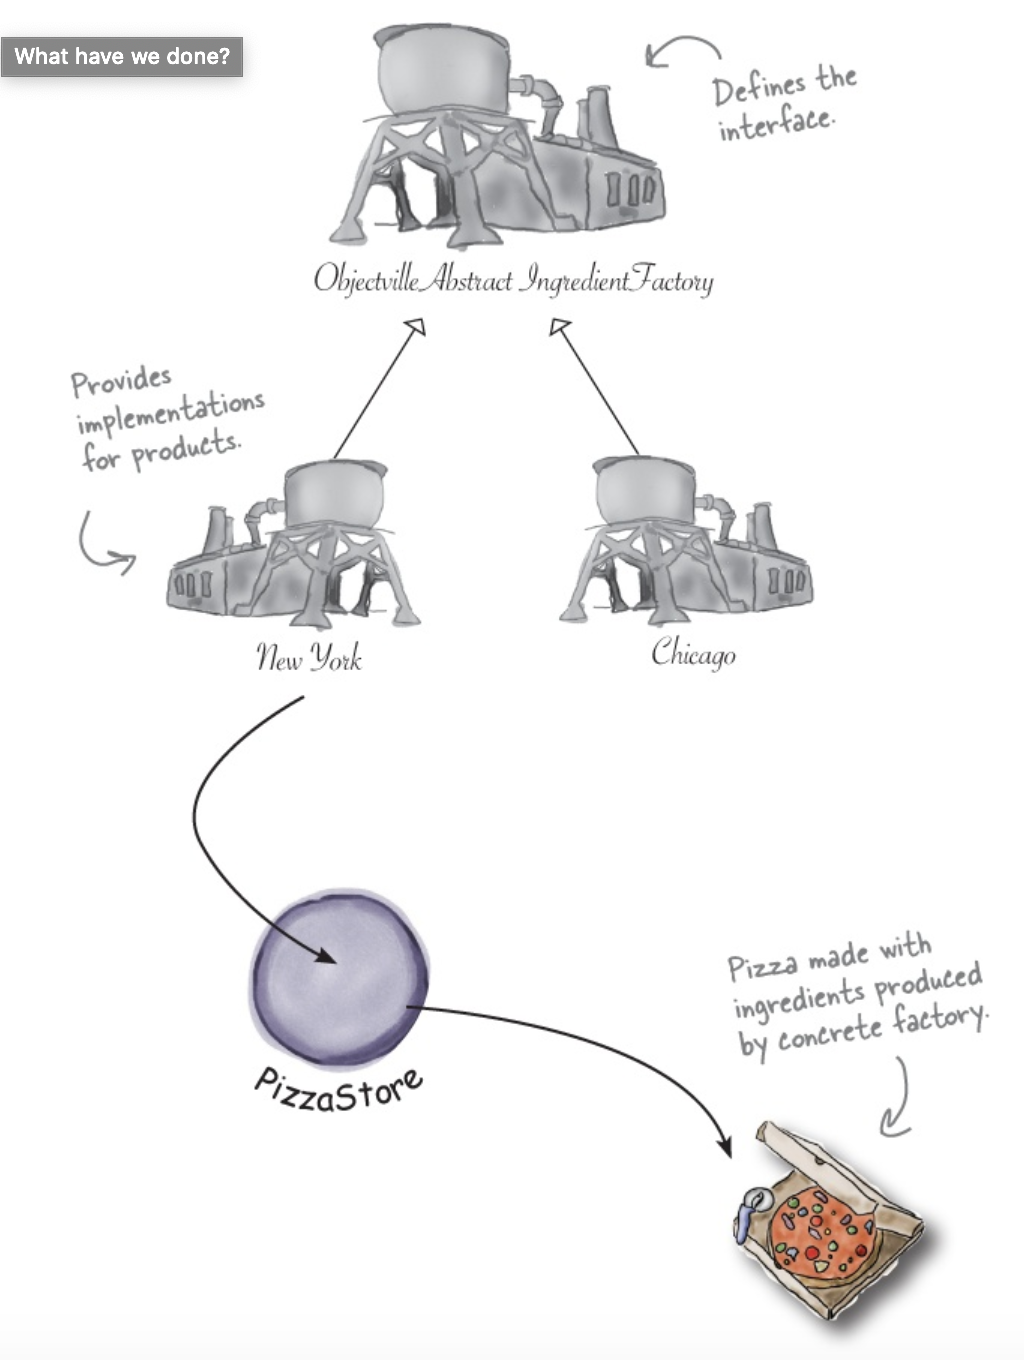 What have we done?
Defines the
interface.
Objectville Abstract IngredientFactory
Provides
implementations
for products.
New York
Chicago
Pizza made with
ingredients produced
by concrete factory.
PizzaStore